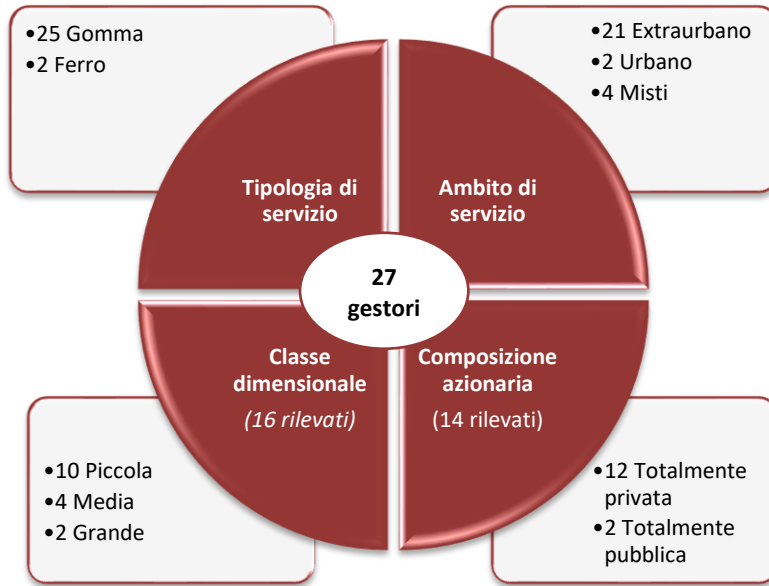 •25 Gomma
•2 Ferro
•21 Extraurbano
•2 Urbano
•4 Misti
Tipologia di
servizio
Ambito di
servizio
27
gestori
Classe
dimensionale
(16 rilevati)
Composizione
azionaria
(14 rilevati)
•10 Piccola
•4 Media
•2 Grande
•12 Totalmente
privata
•2 Totalmente
pubblica